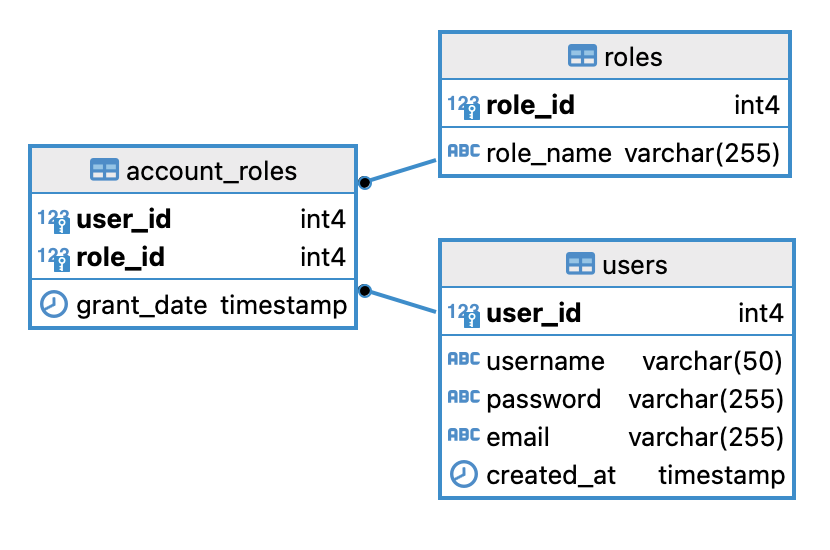 roles
123 role_id int4
ABC role_name varchar(255)
account_roles
123 user_id int4
123 role_id int4
grant_date timestamp
users
123 user_id int4
ABC username varchar(50)
ABC password varchar(255)
ABC email varchar(255)
created_at timestamp